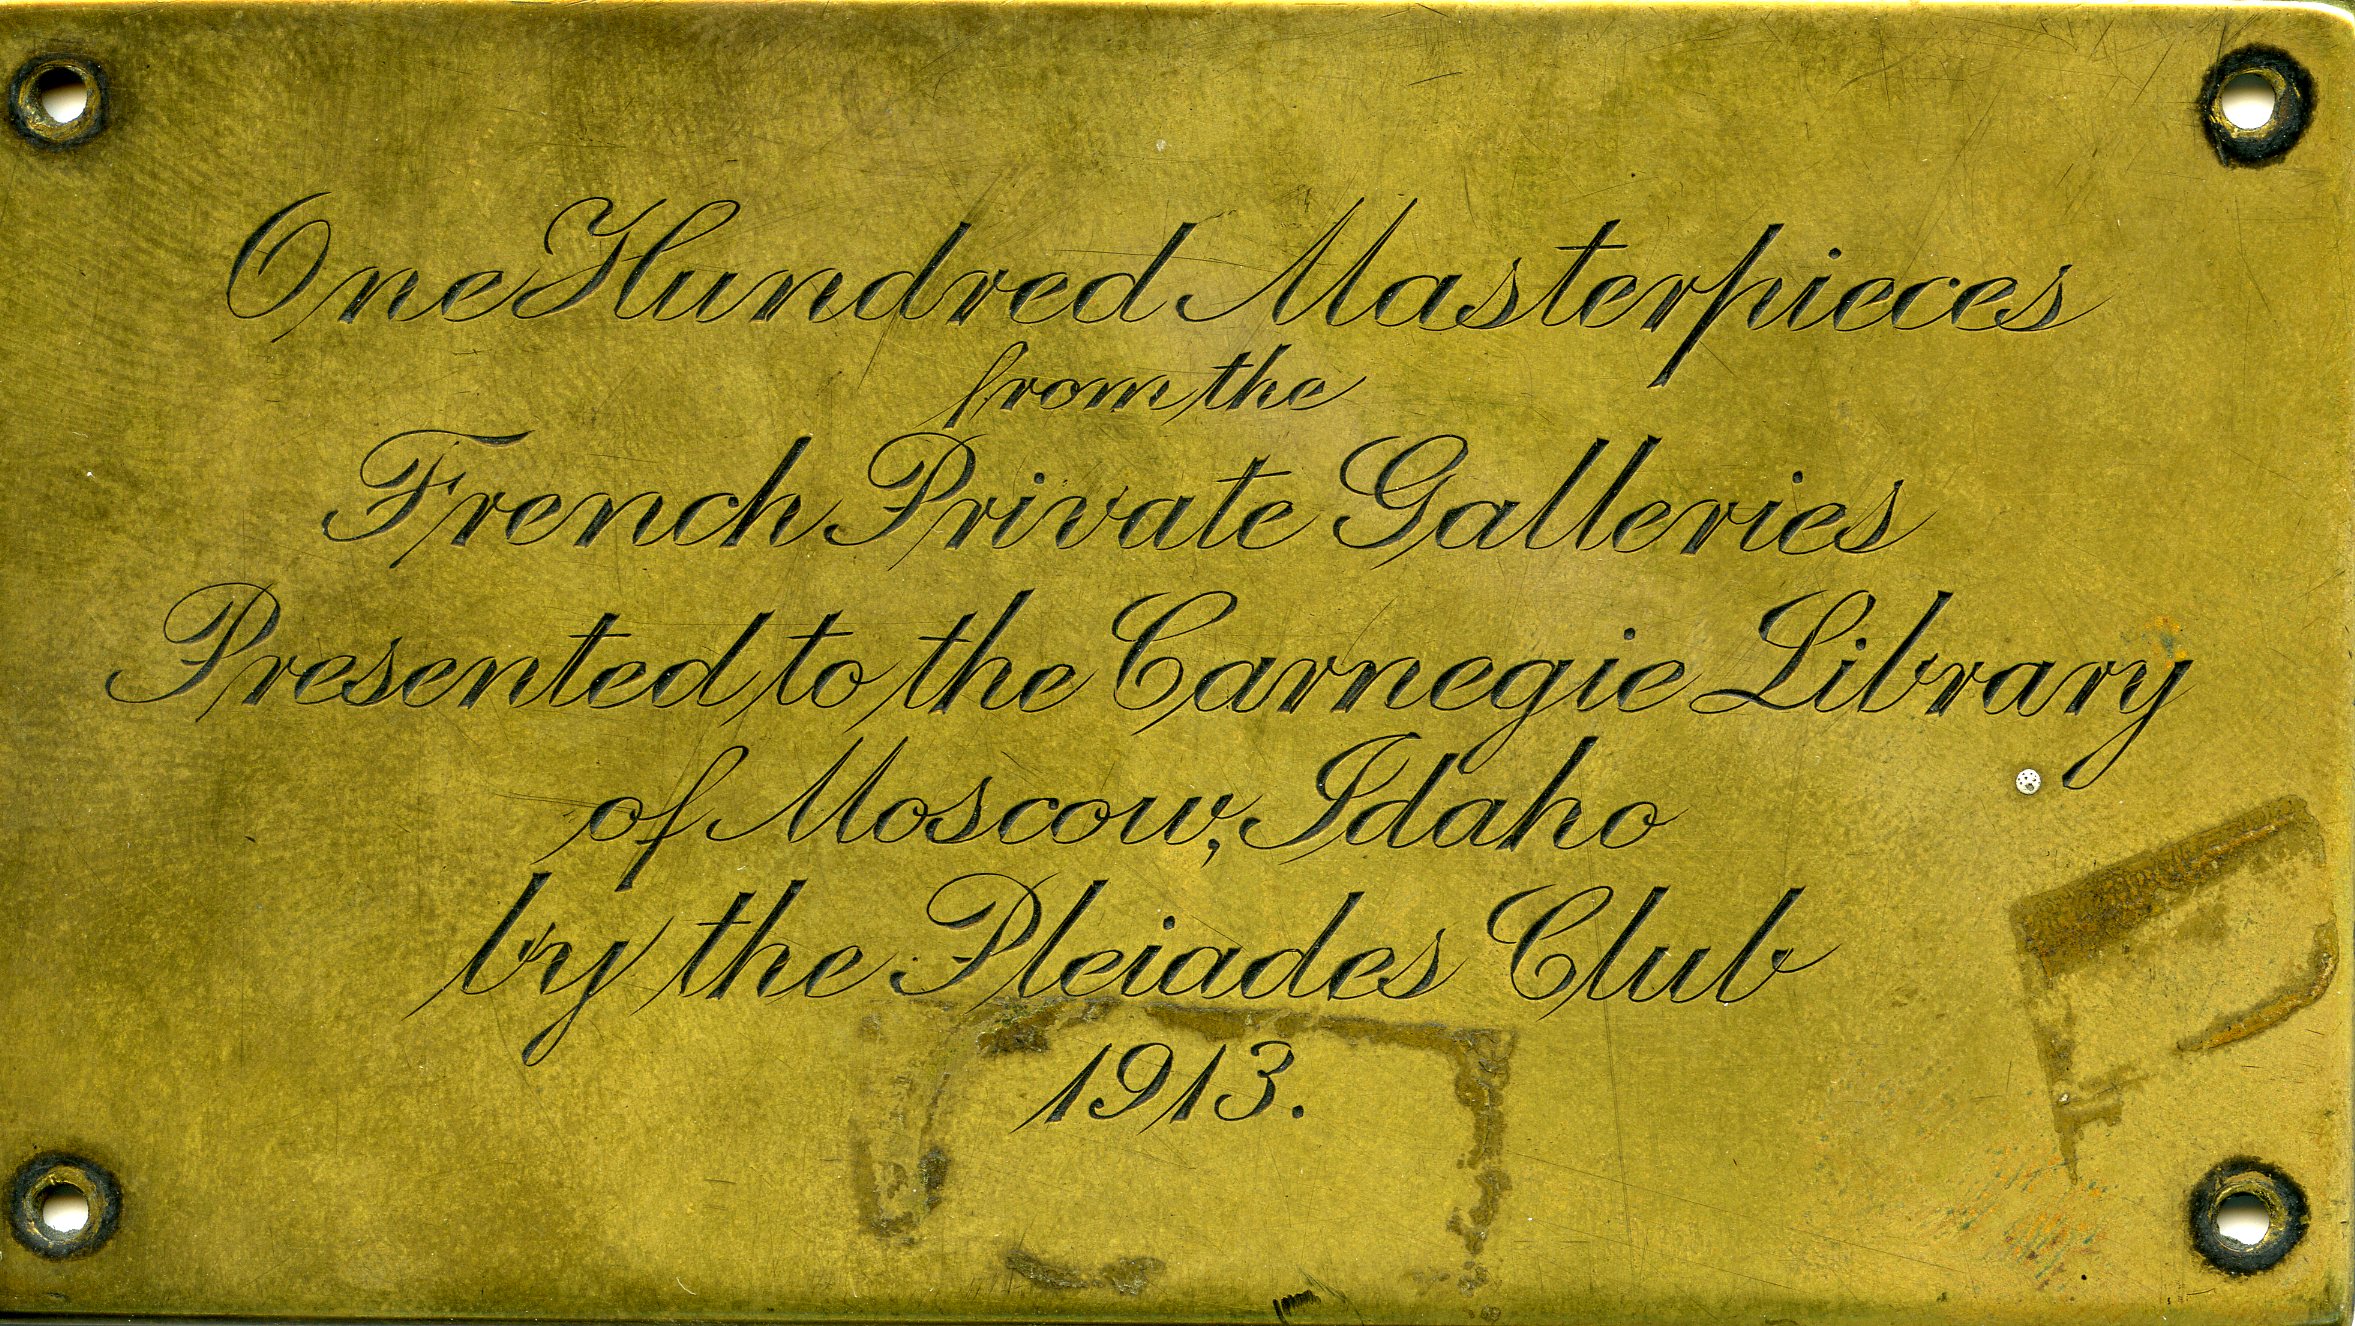 One Hundred Masterpieces
from the
French Private Galleries
Presented to the Carnegie Library
of Moscow, Idaho
by the Pleiades Club
1913.